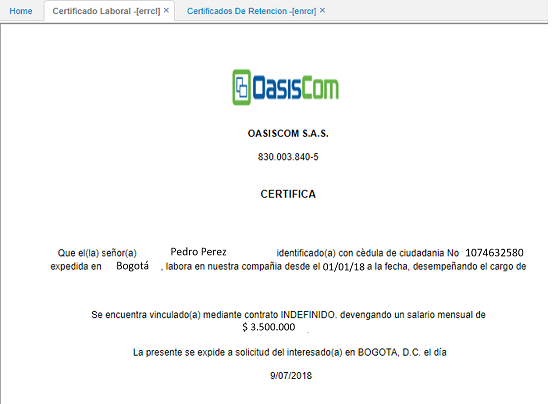 Home Certificado Laboral -[errcl] × Certificados De Retencion -[enrcr] ×
OasisCom
OASISCOM S.A.S.
830.003.840-5
CERTIFICA
Que el(la) señor(a) Pedro Perez identificado(a) con cèdula de ciudadania No 1074632580
expedida en Bogotá , labora en nuestra compañia desde el 01/01/18 a la fecha, desempeñando el cargo de
Se encuentra vinculado(a) mediante contrato INDEFINIDO, devengando un salario mensual de
$ 3.500.000 .
La presente se expide a solicitud del interesado(a) en BOGOTA, D.C. el día
9/07/2018